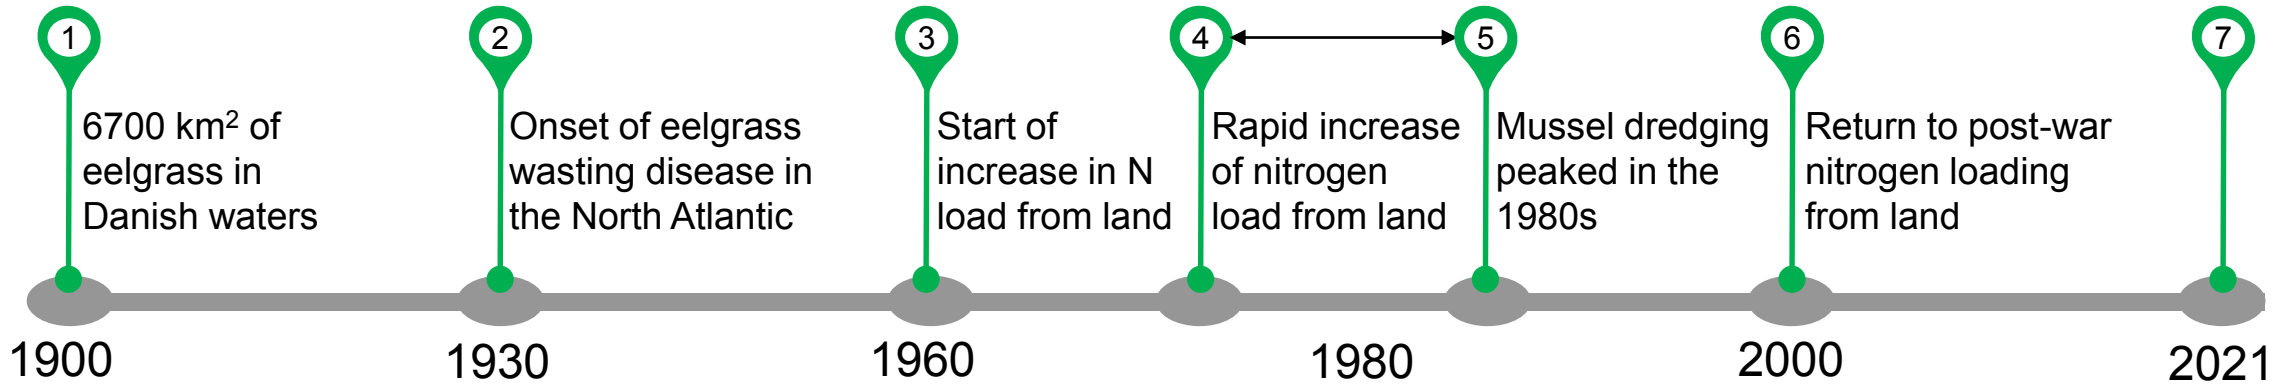 1
2
3
4
5
6
7
6700 km² of
eelgrass in
Danish waters
Onset of eelgrass
wasting disease in
the North Atlantic
Start of
increase in N
load from land
Rapid increase
of nitrogen
load from land
Mussel dredging
peaked in the
1980s
Return to post-war
nitrogen loading
from land
1900
1930
1960
1980
2000
2021